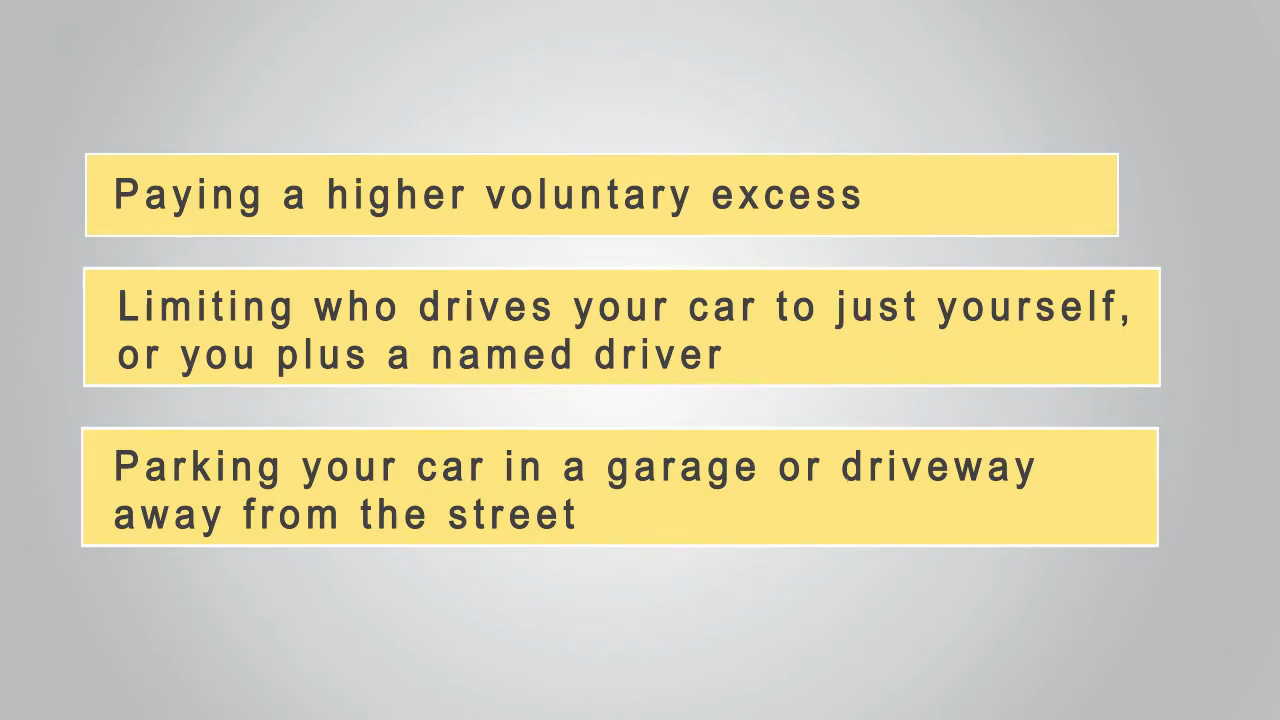 Paying a higher voluntary excess
Limiting who drives your car to just yourself,
or you plus a named driver
Parking your car in a garage or driveway
away from the street